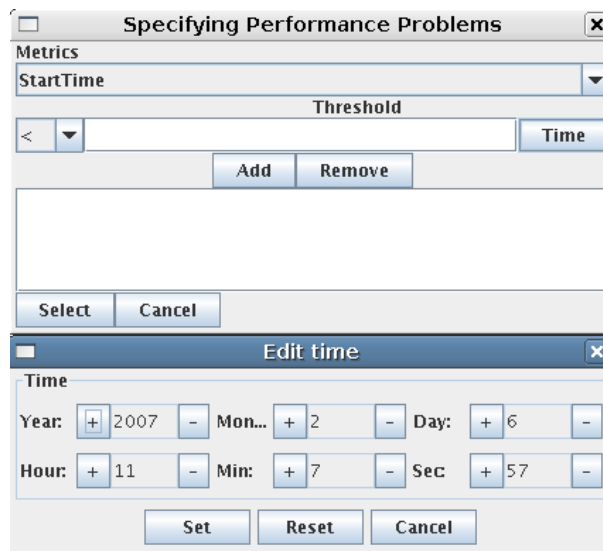 Specifying Performance Problems
Metrics
StartTime
Threshold
< Time
Add Remove
Select Cancel
Edit time
Time
Year: + 2007 - Mon... + 2 - Day: + 6 -
Hour: + 11 - Min: + 7 - Sec: + 57 -
Set Reset Cancel